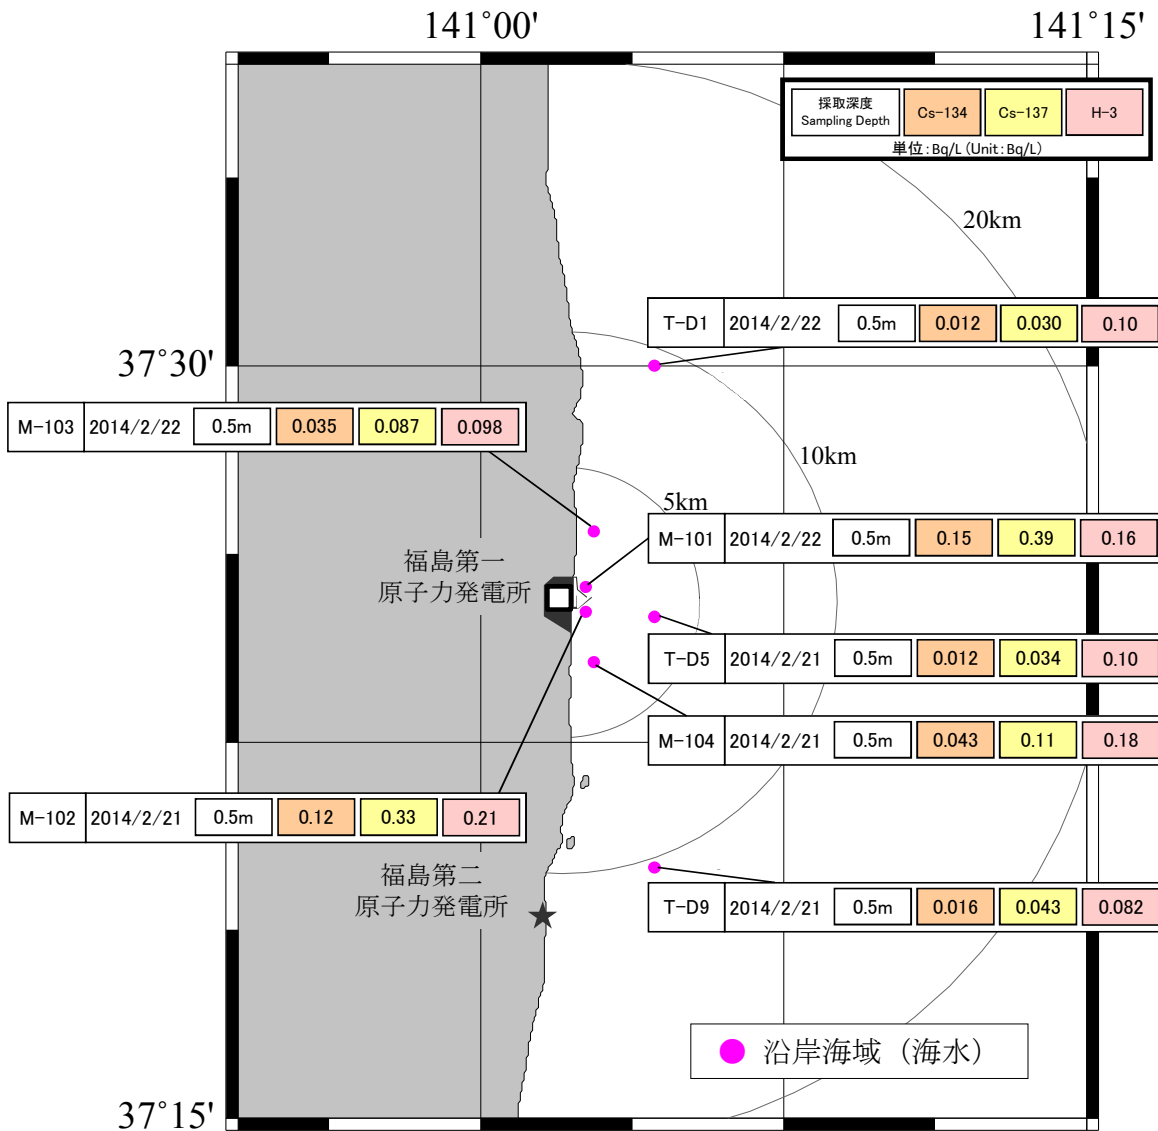 141°00' 141°15'
採取深度 Cs-134 Cs-137 H-3
Sampling Depth
単位:Bq/L (Unit:Bq/L)
20km
T-D1 2014/2/22 0.5m 0.012 0.030 0.10
37°30'
M-103 2014/2/22 0.5m 0.035 0.087 0.098
10km
5km
M-101 2014/2/22 0.5m 0.15 0.39 0.16
福島第一
原子力発電所
T-D5 2014/2/21 0.5m 0.012 0.034 0.10
M-104 2014/2/21 0.5m 0.043 0.11 0.18
M-102 2014/2/21 0.5m 0.12 0.33 0.21
福島第二
原子力発電所
T-D9 2014/2/21 0.5m 0.016 0.043 0.082
沿岸海域（海水）
37°15'